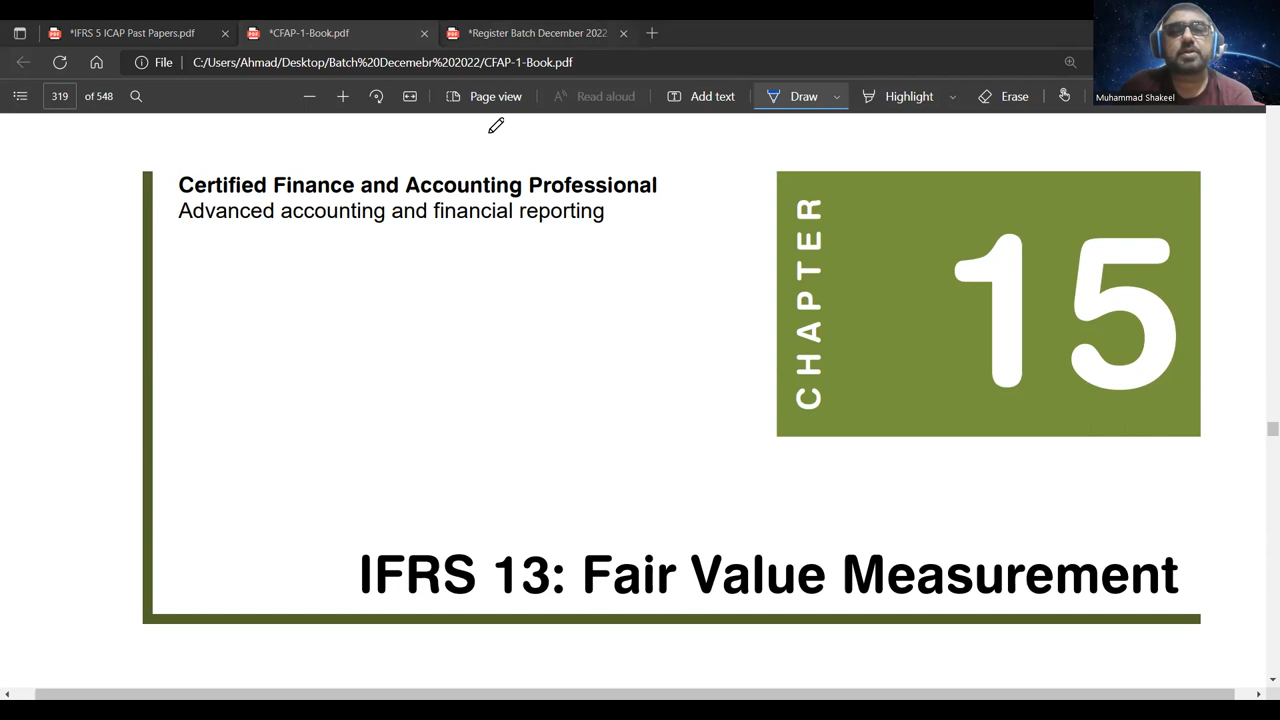 *IFRS 5 ICAP Past Papers.pdf
*CFAP-1-Book.pdf
*Register Batch December 2022
File
C:/Users/Ahmad/Desktop/Batch%20Decemebr%202022/CFAP-1-Book.pdf
319 of 548
Page view
Read aloud
Add text
Draw
Highlight
Erase
Muhammad Shakeel
Certified Finance and Accounting Professional
Advanced accounting and financial reporting
CHAPTER
15
IFRS 13: Fair Value Measurement